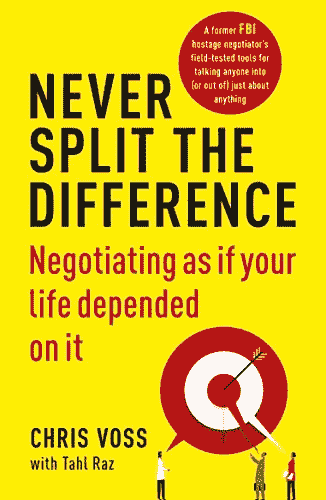 A former FBI
hostage negotiator's
field-tested tools for
talking anyone into
(or out of) just about
anything
NEVER
SPLIT THE
DIFFERENCE
Negotiating as if your
life depended
on it
CHRIS VOSS
with Tahl Raz